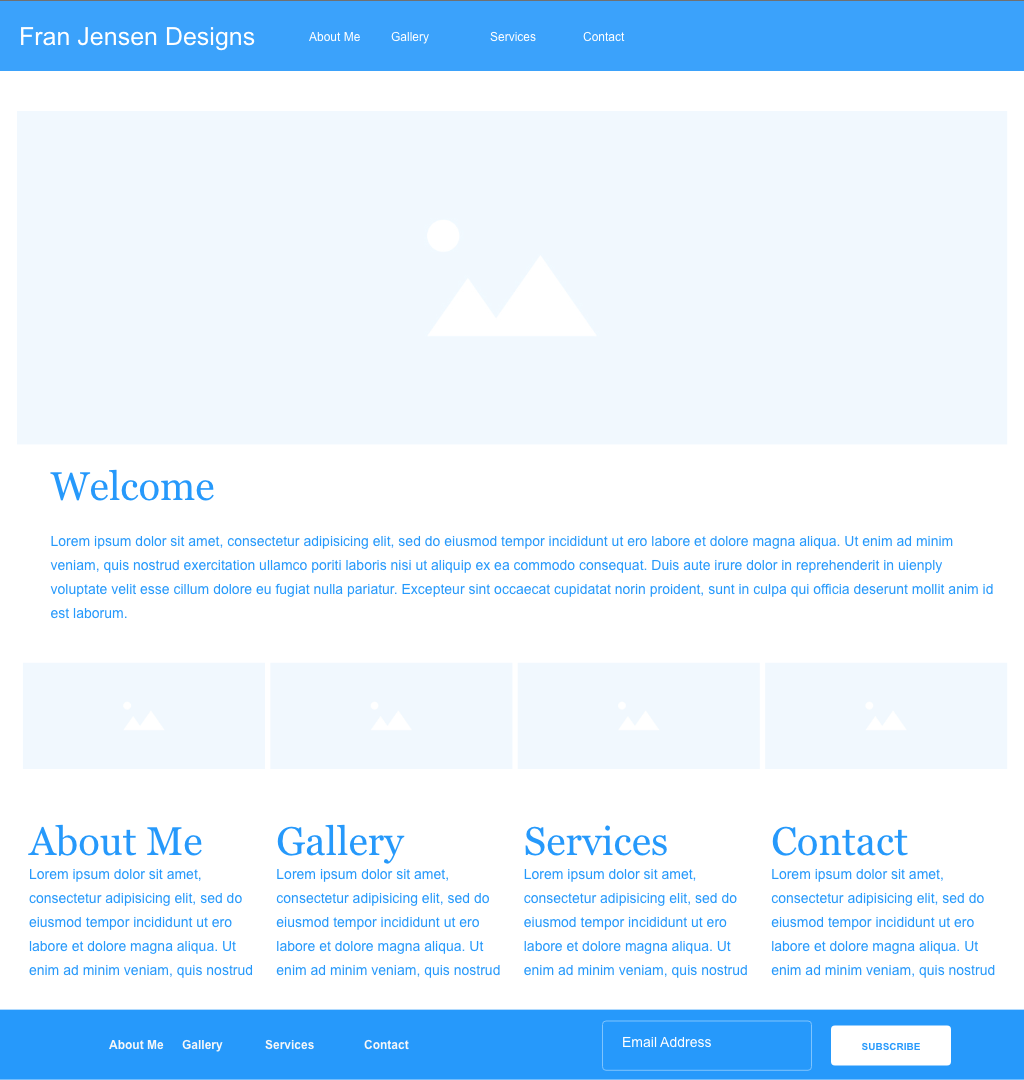 Fran Jensen Designs About Me Gallery Services Contact
Welcome
Lorem ipsum dolor sit amet, consectetur adipisicing elit, sed do eiusmod tempor incididunt ut ero labore et dolore magna aliqua. Ut enim ad minim
veniam, quis nostrud exercitation ullamco poriti laboris nisi ut aliquip ex ea commodo consequat. Duis aute irure dolor in reprehenderit in uienply
voluptate velit esse cillum dolore eu fugiat nulla pariatur. Excepteur sint occaecat cupidatat norin proident, sunt in culpa qui officia deserunt mollit anim id
est laborum.
About Me
Lorem ipsum dolor sit amet,
consectetur adipisicing elit, sed do
eiusmod tempor incididunt ut ero
labore et dolore magna aliqua. Ut
enim ad minim veniam, quis nostrud
Gallery
Lorem ipsum dolor sit amet,
consectetur adipisicing elit, sed do
eiusmod tempor incididunt ut ero
labore et dolore magna aliqua. Ut
enim ad minim veniam, quis nostrud
Services
Lorem ipsum dolor sit amet,
consectetur adipisicing elit, sed do
eiusmod tempor incididunt ut ero
labore et dolore magna aliqua. Ut
enim ad minim veniam, quis nostrud
Contact
Lorem ipsum dolor sit amet,
consectetur adipisicing elit, sed do
eiusmod tempor incididunt ut ero
labore et dolore magna aliqua. Ut
enim ad minim veniam, quis nostrud
About Me Gallery Services Contact Email Address SUBSCRIBE